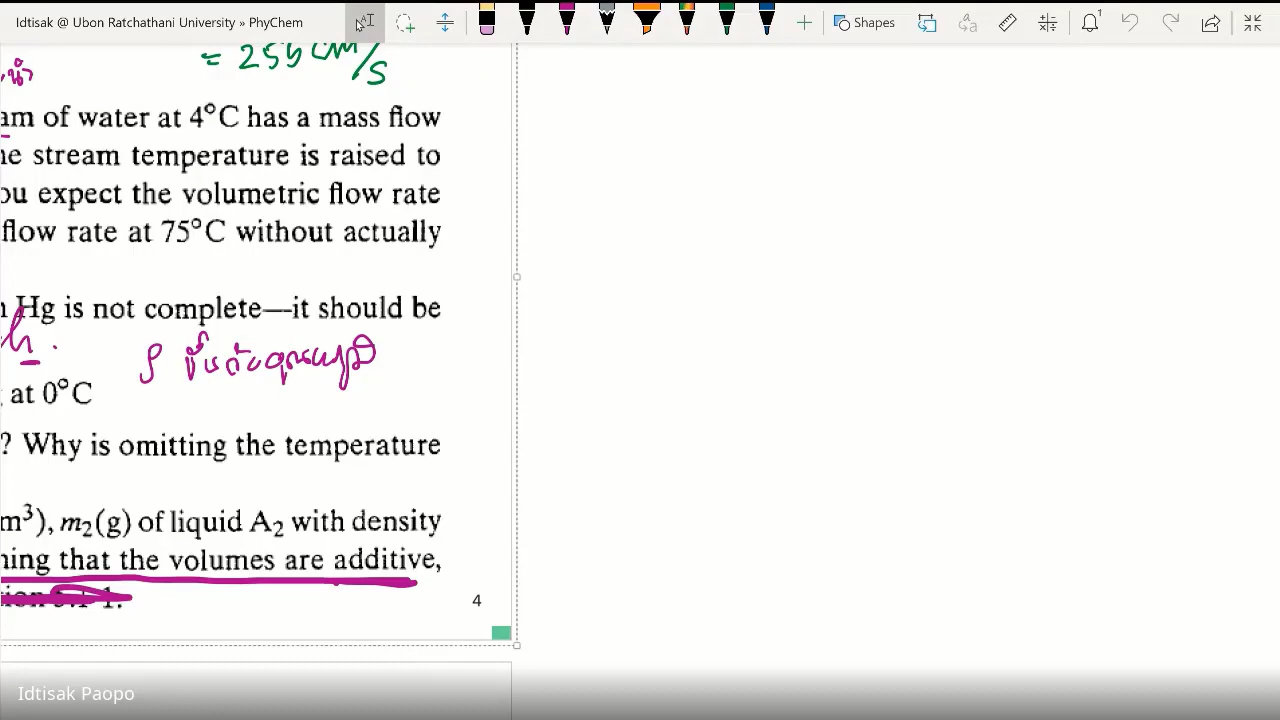 Idtisak @ Ubon Ratchathani University » PhyChem
Shapes
= 256 cm/s
am of water at 4°C has a mass flow
ne stream temperature is raised to
ou expect the volumetric flow rate
flow rate at 75°C without actually
Hg is not complete—it should be
h.
ρ
at 0°C
? Why is omitting the temperature
m³), m₂(g) of liquid A₂ with density
ning that the volumes are additive,
4
Idtisak Paopo